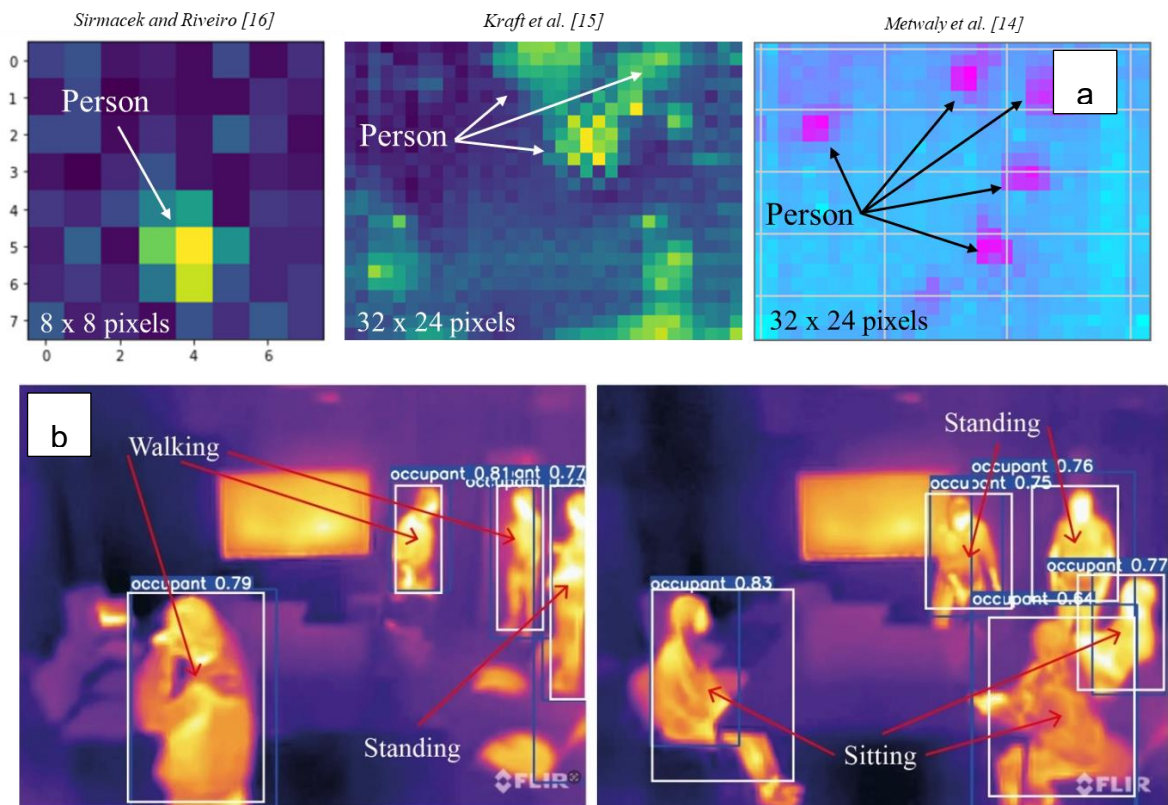 Sirmacek and Riveiro [16]
Kraft et al. [15]
Metwaly et al. [14]
0
1
2
3
4
5
6
7
Person
8 x 8 pixels
0 2 4 6
Person
32 x 24 pixels
a
Person
32 x 24 pixels
b
Walking
occupant 0.81
pant 0.77
occupant 0.79
Standing
FLIR
Standing
occupant 0.76
0.75
occupant 0.77
occupant 0.83
occupant 0.64
Sitting
FLIR